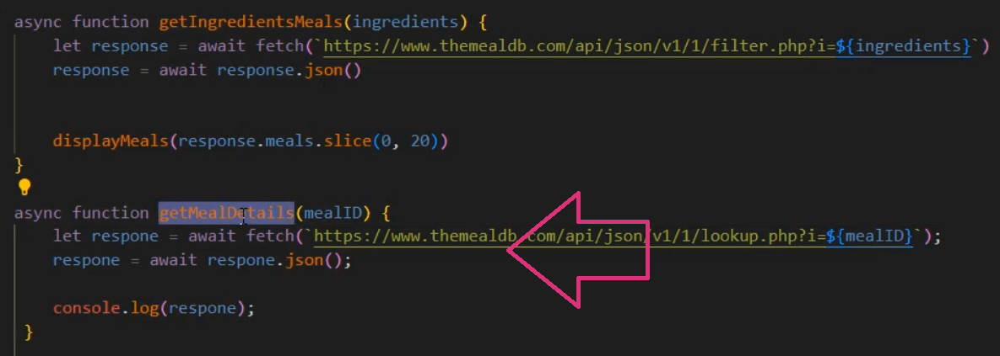 async function getIngredientsMeals(ingredients) {
let response = await fetch(`https://www.themealdb.com/api/json/v1/1/filter.php?i=${ingredients}`)
response = await response.json()
displayMeals(response.meals.slice(0, 20))
}
async function getMealDetails(mealID) {
let respone = await fetch(`https://www.themealdb.com/api/json/v1/1/lookup.php?i=${mealID}`);
respone = await respone.json();
console.log(respone);
}